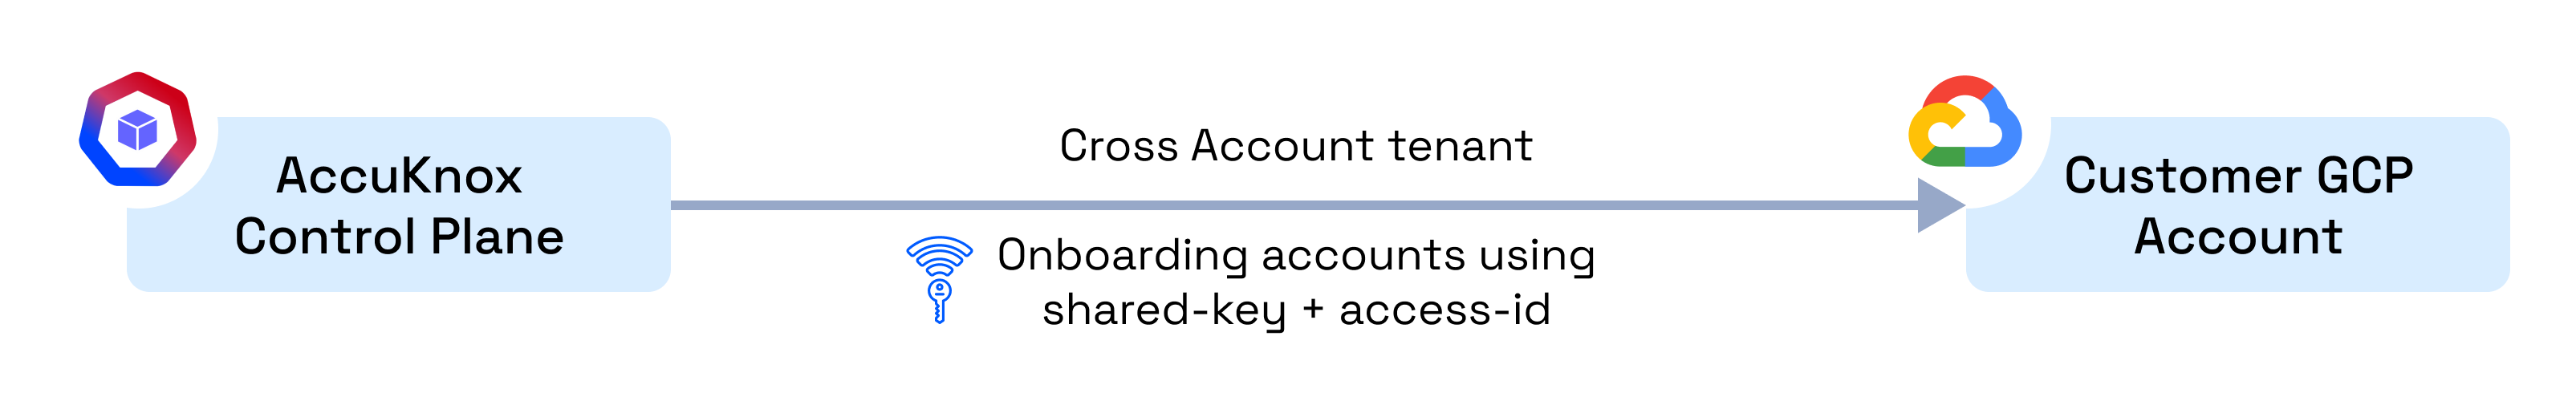 AccuKnox
Control Plane
Cross Account tenant
Onboarding accounts using
shared-key + access-id
Customer GCP
Account